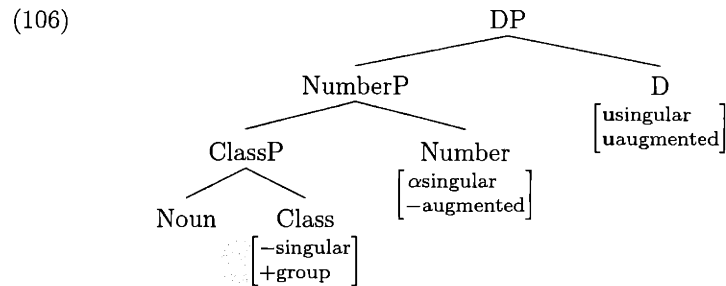 (106)
DP
NumberP D
[usingular
uaugmented]
ClassP Number
[αsingular
−augmented]
Noun Class
[−singular
+group]